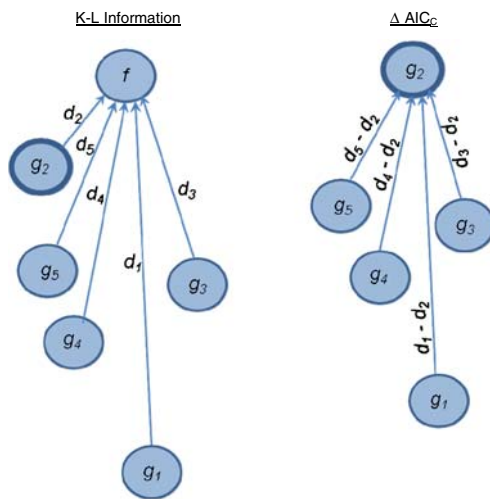 K-L Information
Δ AICC
f
g2
d2
d5
g2
d5 - d2
d4 - d2
d3 - d2
d4
d3
g5
g3
g5
d1
g3
g4
g4
d1 - d2
g1
g1